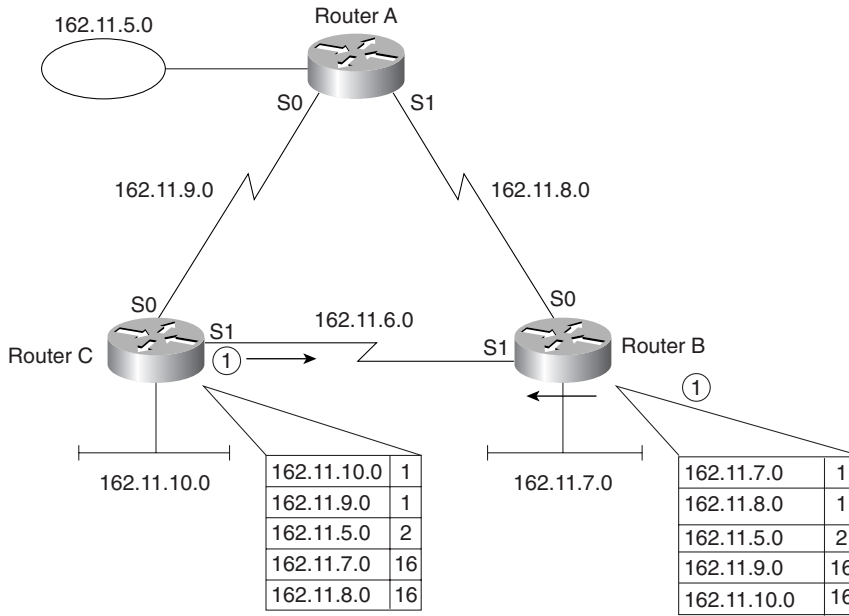 Router A
162.11.5.0
S0
S1
162.11.9.0
162.11.8.0
S0
S0
S1
162.11.6.0
S1
Router C
Router B
1
1
162.11.10.0
162.11.7.0
162.11.10.0 1
162.11.9.0 1
162.11.5.0 2
162.11.7.0 16
162.11.8.0 16
162.11.7.0 1
162.11.8.0 1
162.11.5.0 2
162.11.9.0 16
162.11.10.0 16